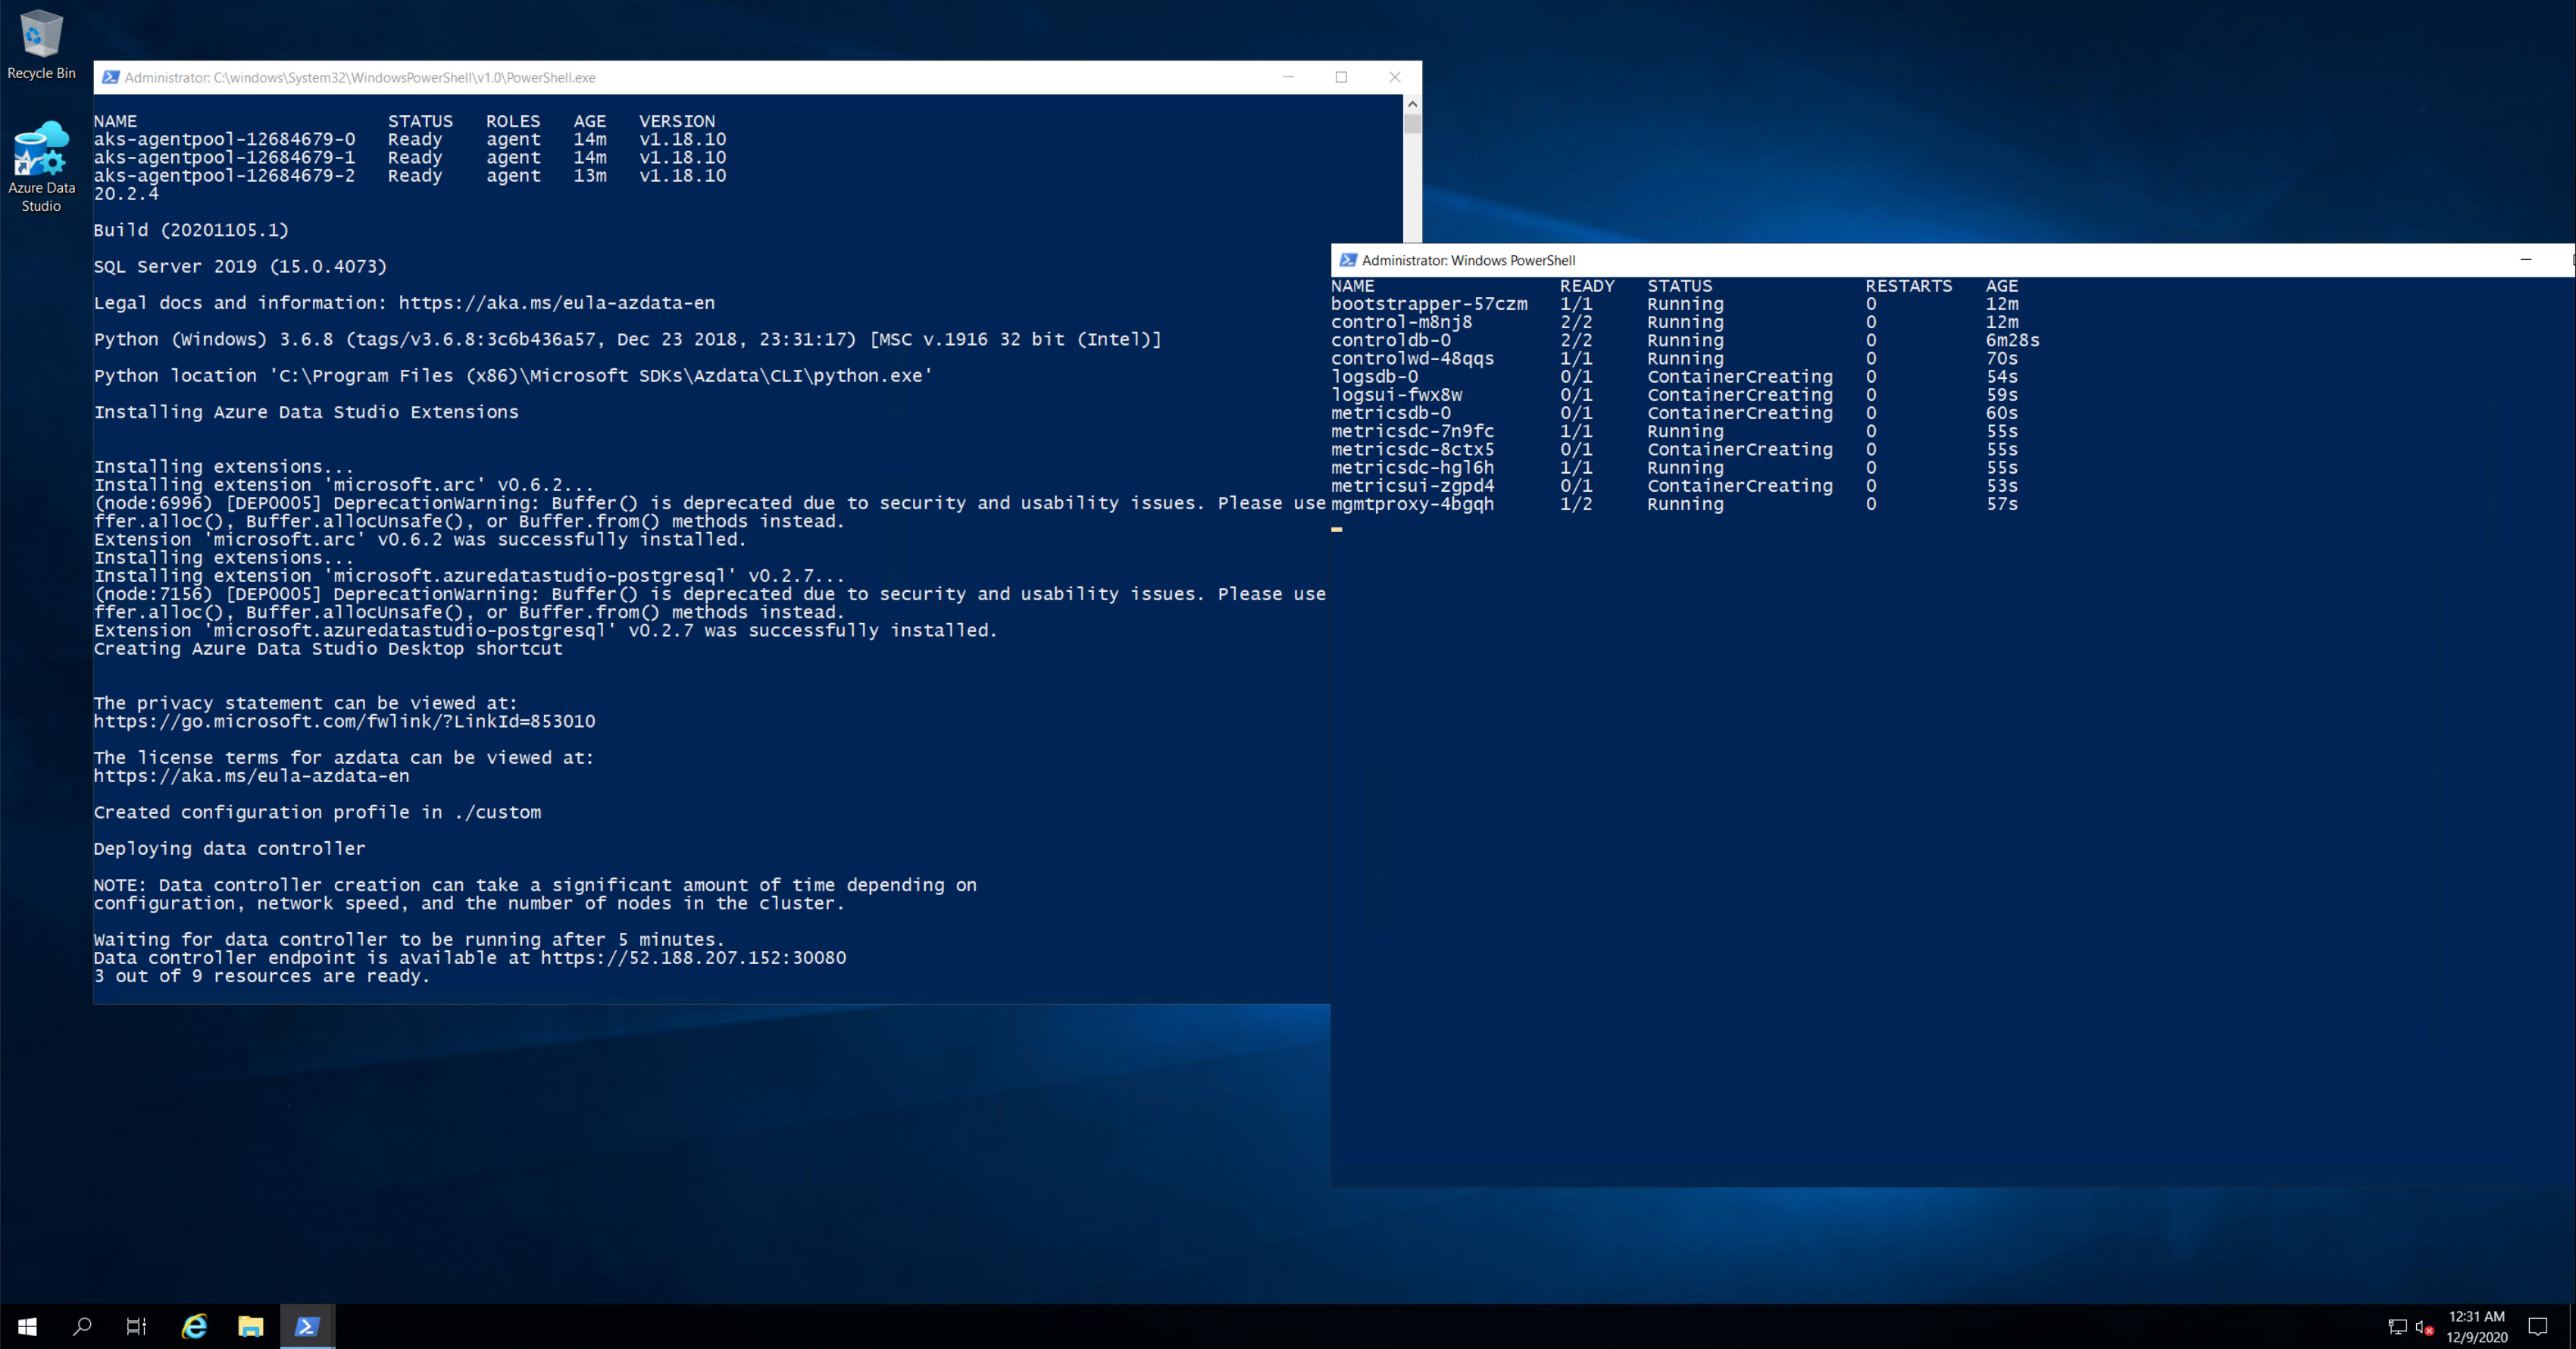 Recycle Bin
Azure Data
Studio
Administrator: C:\windows\System32\WindowsPowerShell\v1.0\PowerShell.exe
NAME STATUS ROLES AGE VERSION
aks-agentpool-12684679-0 Ready agent 14m v1.18.10
aks-agentpool-12684679-1 Ready agent 14m v1.18.10
aks-agentpool-12684679-2 Ready agent 13m v1.18.10
20.2.4
Build (20201105.1)
SQL Server 2019 (15.0.4073)
Legal docs and information: https://aka.ms/eula-azdata-en
Python (Windows) 3.6.8 (tags/v3.6.8:3c6b436a57, Dec 23 2018, 23:31:17) [MSC v.1916 32 bit (Intel)]
Python location 'C:\Program Files (x86)\Microsoft SDKs\Azdata\CLI\python.exe'
Installing Azure Data Studio Extensions
Installing extensions...
Installing extension 'microsoft.arc' v0.6.2...
(node:6996) [DEP0005] DeprecationWarning: Buffer() is deprecated due to security and usability issues. Please use
ffer.alloc(), Buffer.allocUnsafe(), or Buffer.from() methods instead.
Extension 'microsoft.arc' v0.6.2 was successfully installed.
Installing extensions...
Installing extension 'microsoft.azuredatastudio-postgresql' v0.2.7...
(node:7156) [DEP0005] DeprecationWarning: Buffer() is deprecated due to security and usability issues. Please use
ffer.alloc(), Buffer.allocUnsafe(), or Buffer.from() methods instead.
Extension 'microsoft.azuredatastudio-postgresql' v0.2.7 was successfully installed.
Creating Azure Data Studio Desktop shortcut
The privacy statement can be viewed at:
https://go.microsoft.com/fwlink/?LinkId=853010
The license terms for azdata can be viewed at:
https://aka.ms/eula-azdata-en
Created configuration profile in ./custom
Deploying data controller
NOTE: Data controller creation can take a significant amount of time depending on
configuration, network speed, and the number of nodes in the cluster.
Waiting for data controller to be running after 5 minutes.
Data controller endpoint is available at https://52.188.207.152:30080
3 out of 9 resources are ready.
Administrator: Windows PowerShell
NAME READY STATUS RESTARTS AGE
bootstrapper-57czm 1/1 Running 0 12m
control-m8nj8 2/2 Running 0 12m
controldb-0 2/2 Running 0 6m28s
controlwd-48qqs 1/1 Running 0 70s
logsdb-0 0/1 ContainerCreating 0 54s
logsui-fwx8w 0/1 ContainerCreating 0 59s
metricsdb-0 0/1 ContainerCreating 0 60s
metricsdc-7n9fc 1/1 Running 0 55s
metricsdc-8ctx5 0/1 ContainerCreating 0 55s
metricsdc-hgl6h 1/1 Running 0 55s
metricsui-zgpd4 0/1 ContainerCreating 0 53s
mgmtproxy-4bgqh 1/2 Running 0 57s
12:31 AM
12/9/2020